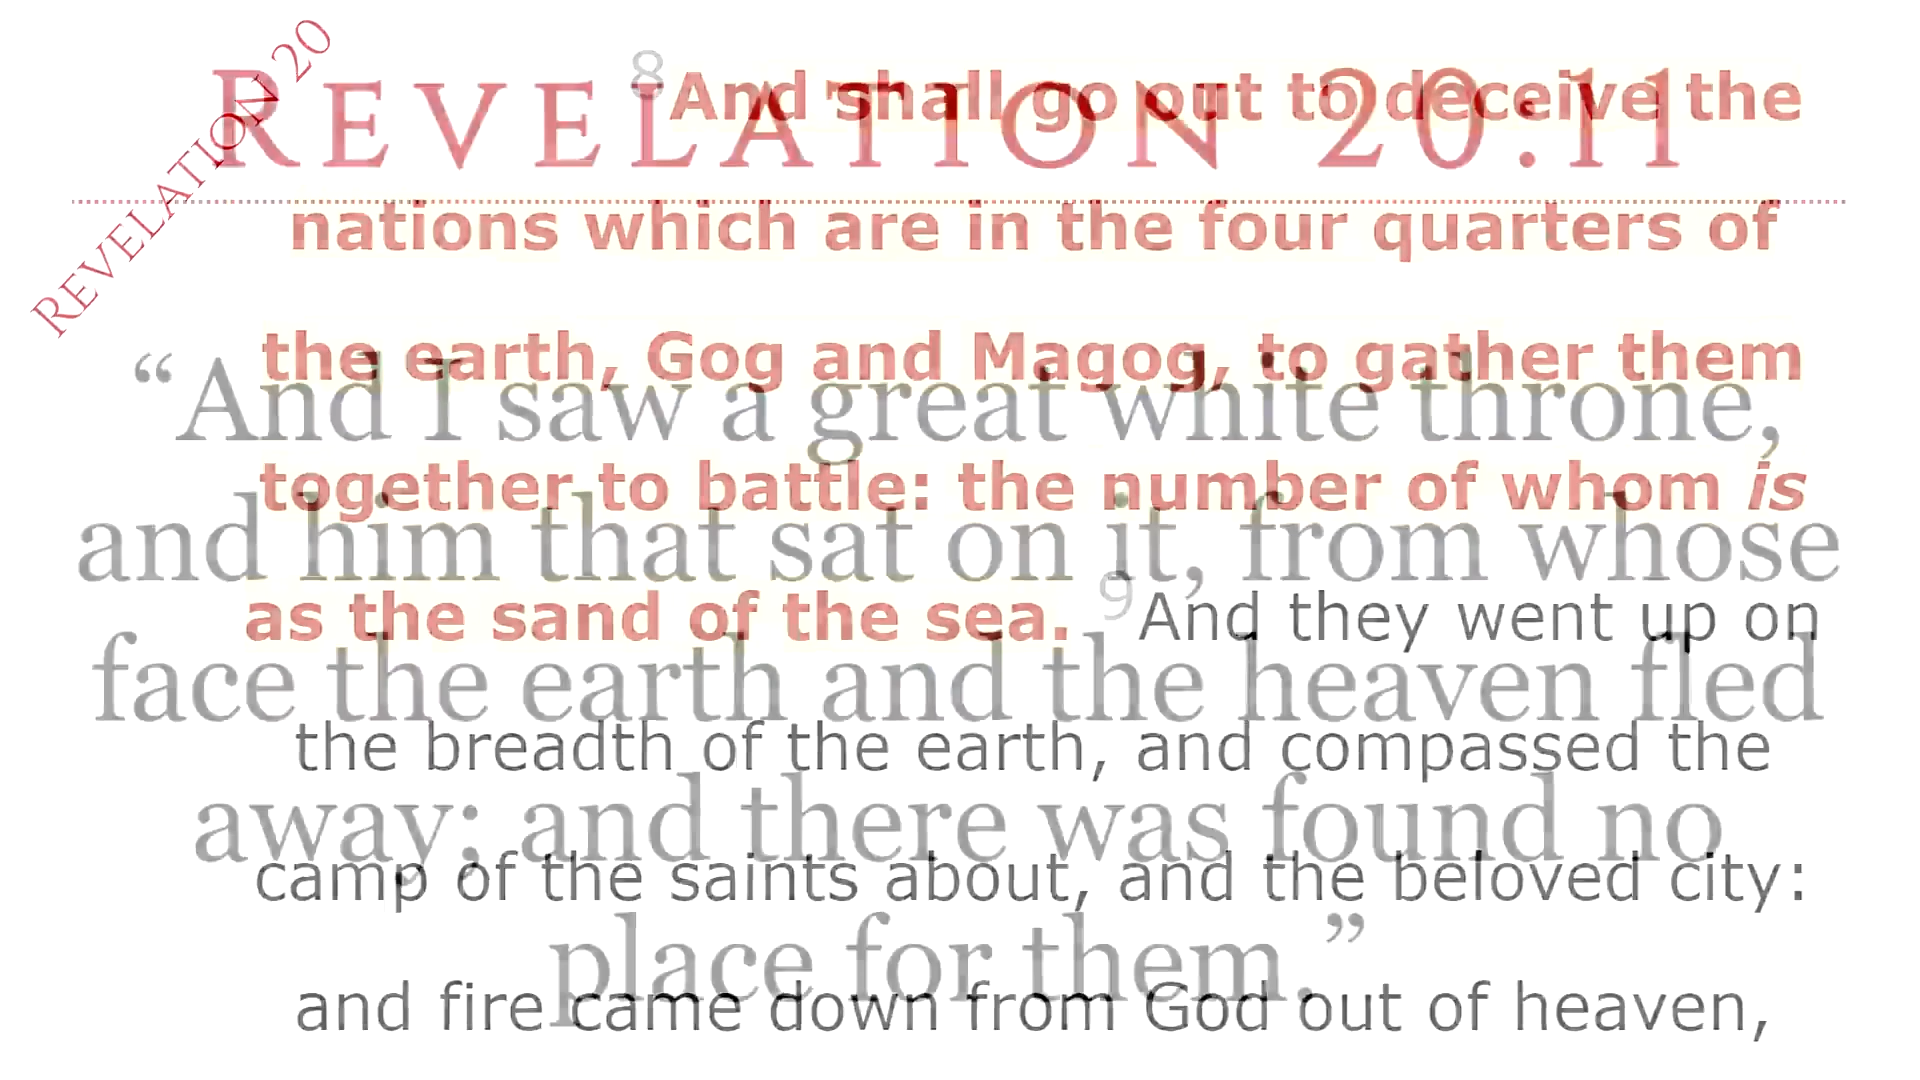 REVELATION 20
REVELATION 20:11
“And I saw a great white throne,
and him that sat on it, from whose
face the earth and the heaven fled
away; and there was found no
place for them.”
8 And shall go out to deceive the
nations which are in the four quarters of
the earth, Gog and Magog, to gather them
together to battle: the number of whom is
as the sand of the sea. 9 And they went up on
the breadth of the earth, and compassed the
camp of the saints about, and the beloved city:
and fire came down from God out of heaven,